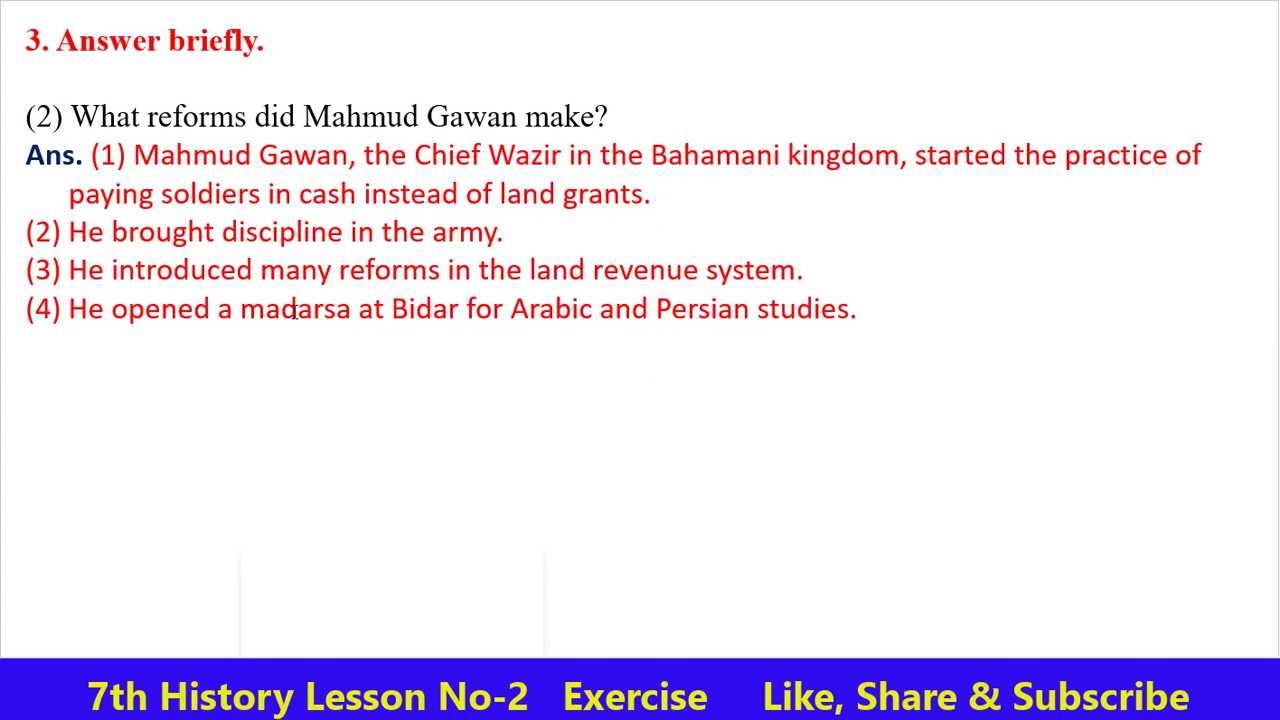 3. Answer briefly.
(2) What reforms did Mahmud Gawan make?
Ans. (1) Mahmud Gawan, the Chief Wazir in the Bahamani kingdom, started the practice of
paying soldiers in cash instead of land grants.
(2) He brought discipline in the army.
(3) He introduced many reforms in the land revenue system.
(4) He opened a madarsa at Bidar for Arabic and Persian studies.
7th History Lesson No-2 Exercise Like, Share & Subscribe